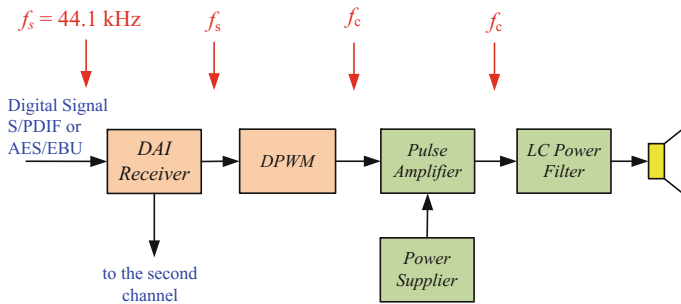 fs = 44.1 kHz
fs
fc
fc
Digital Signal
S/PDIF or
AES/EBU
DAI
Receiver
DPWM
Pulse
Amplifier
LC Power
Filter
to the second
channel
Power
Supplier